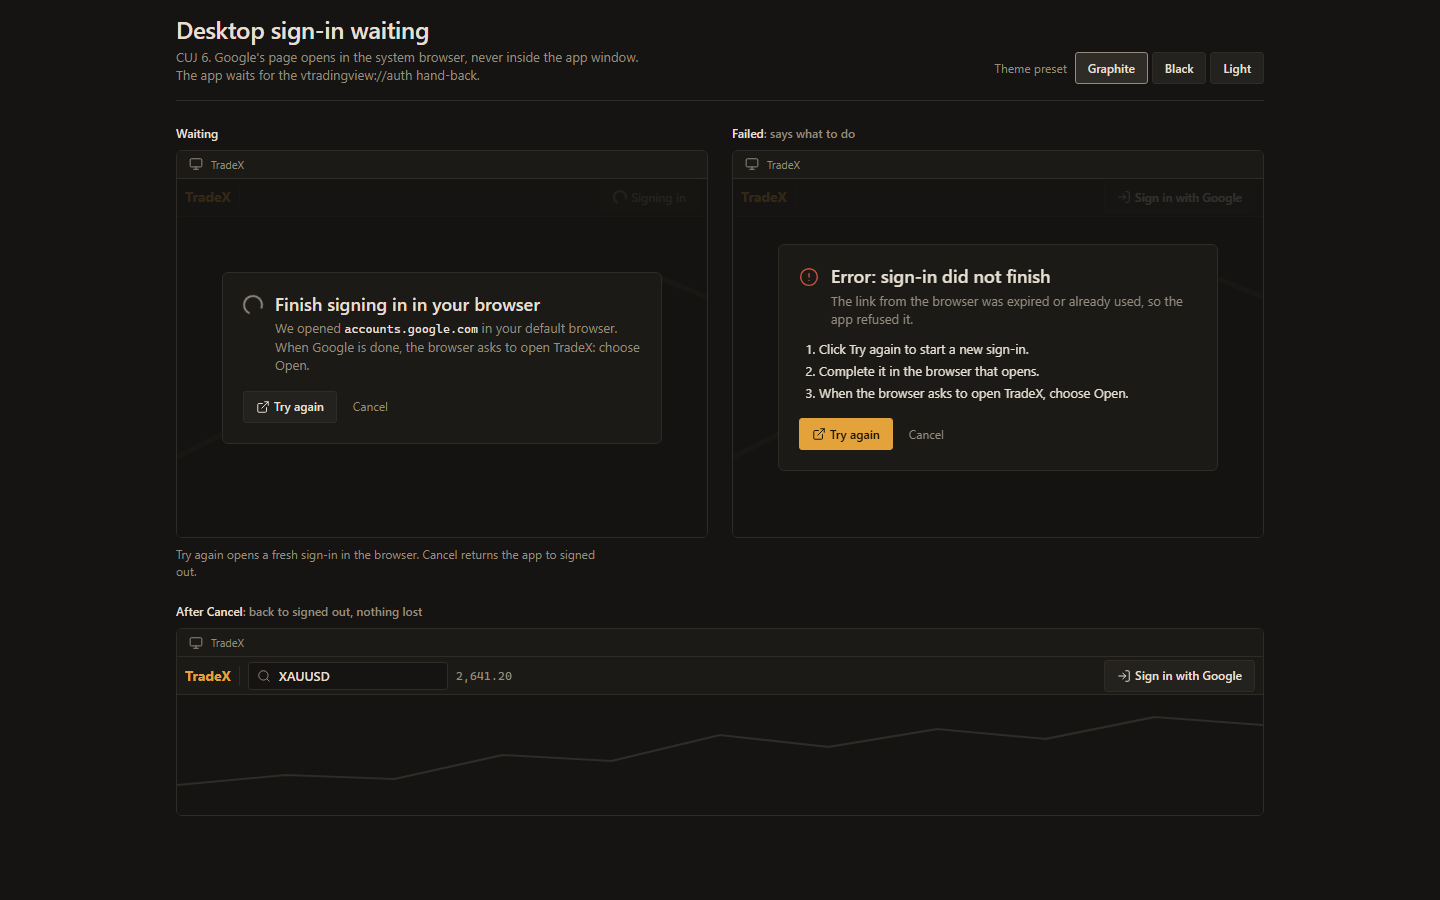 Desktop sign-in waiting
CUJ 6. Google's page opens in the system browser, never inside the app window.
The app waits for the vtradingview://auth hand-back.
Theme preset Graphite Black Light
Waiting
TradeX
TradeX Signing in
Finish signing in in your browser
We opened accounts.google.com in your default browser.
When Google is done, the browser asks to open TradeX: choose
Open.
Try again Cancel
Try again opens a fresh sign-in in the browser. Cancel returns the app to signed
out.
Failed: says what to do
TradeX
TradeX Sign in with Google
Error: sign-in did not finish
The link from the browser was expired or already used, so the
app refused it.
1. Click Try again to start a new sign-in.
2. Complete it in the browser that opens.
3. When the browser asks to open TradeX, choose Open.
Try again Cancel
After Cancel: back to signed out, nothing lost
TradeX
TradeX XAUUSD 2,641.20 Sign in with Google